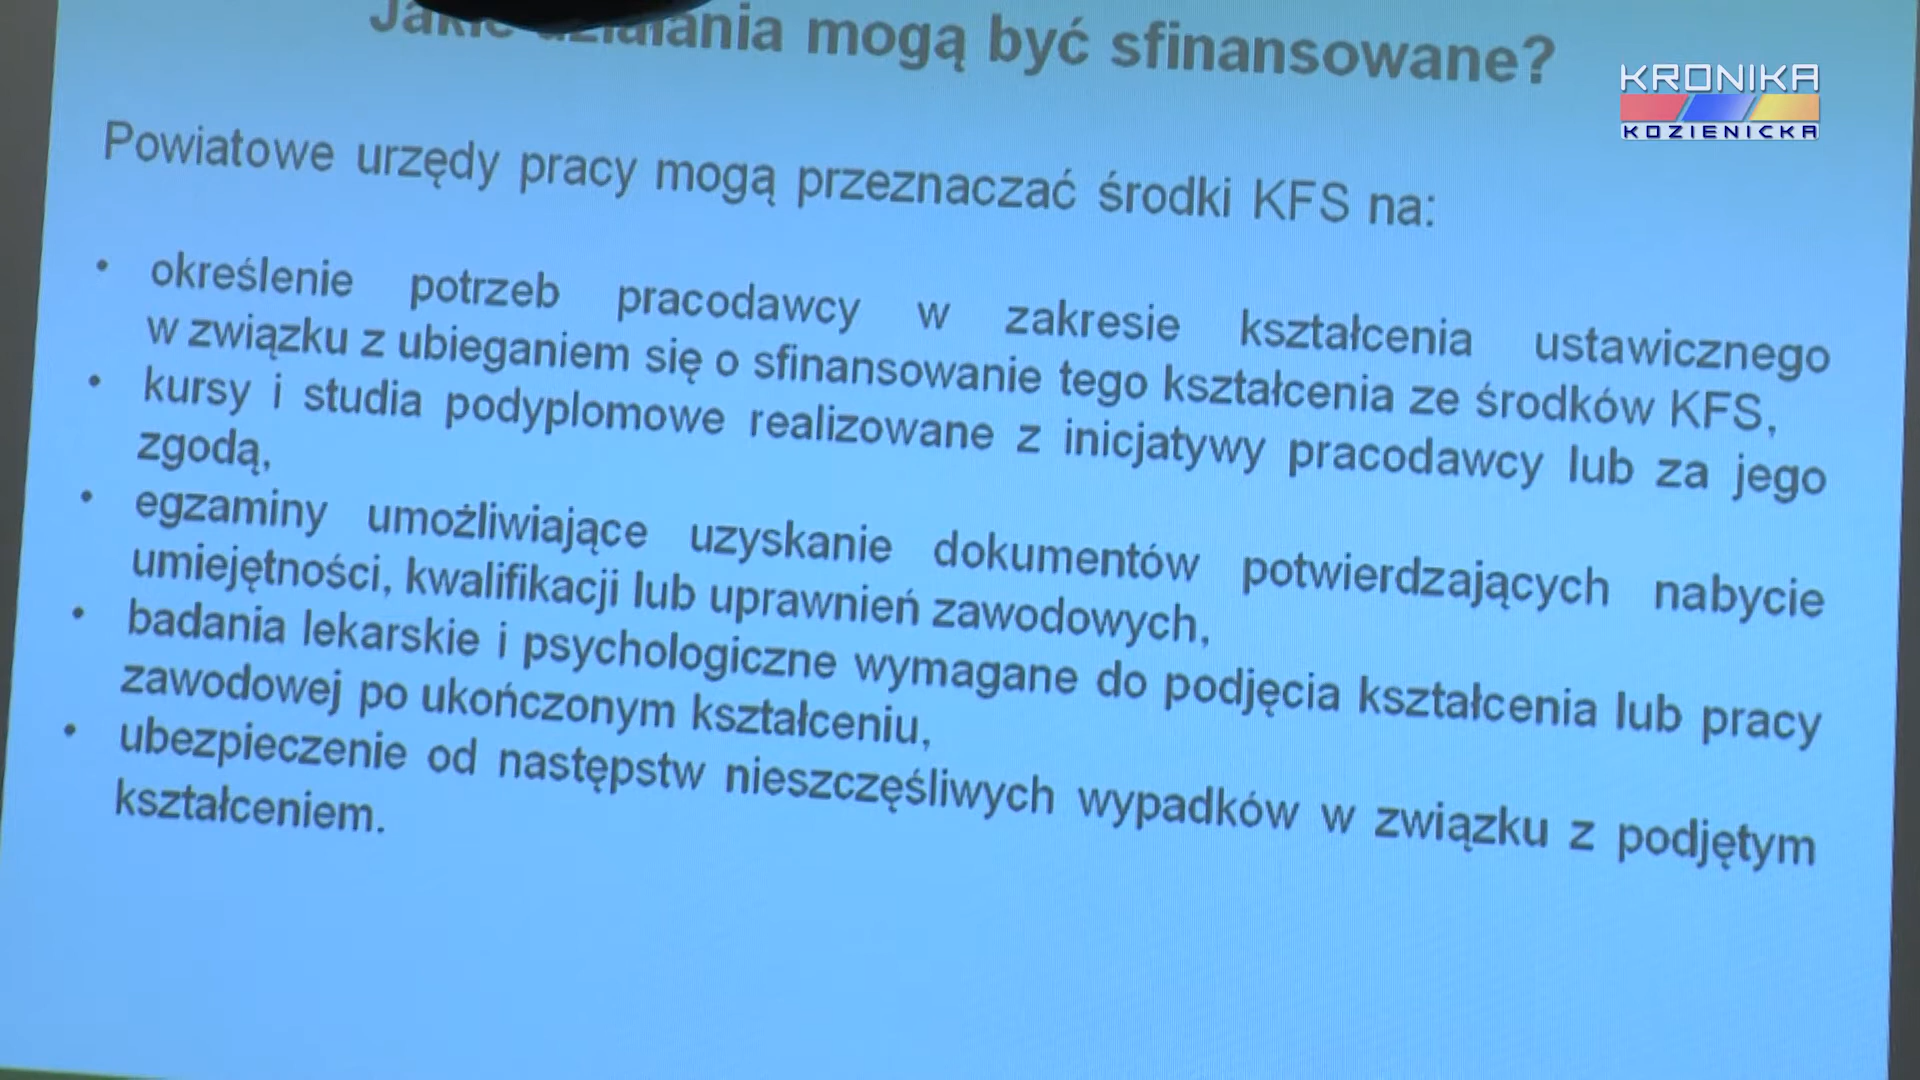 Jakie działania mogą być sfinansowane?
KRONIKA
KOZIENICKA
Powiatowe urzędy pracy mogą przeznaczać środki KFS na:
• określenie potrzeb pracodawcy w zakresie kształcenia ustawicznego
w związku z ubieganiem się o sfinansowanie tego kształcenia ze środków KFS,
• kursy i studia podyplomowe realizowane z inicjatywy pracodawcy lub za jego
zgodą,
• egzaminy umożliwiające uzyskanie dokumentów potwierdzających nabycie
umiejętności, kwalifikacji lub uprawnień zawodowych,
• badania lekarskie i psychologiczne wymagane do podjęcia kształcenia lub pracy
zawodowej po ukończonym kształceniu,
• ubezpieczenie od następstw nieszczęśliwych wypadków w związku z podjętym
kształceniem.